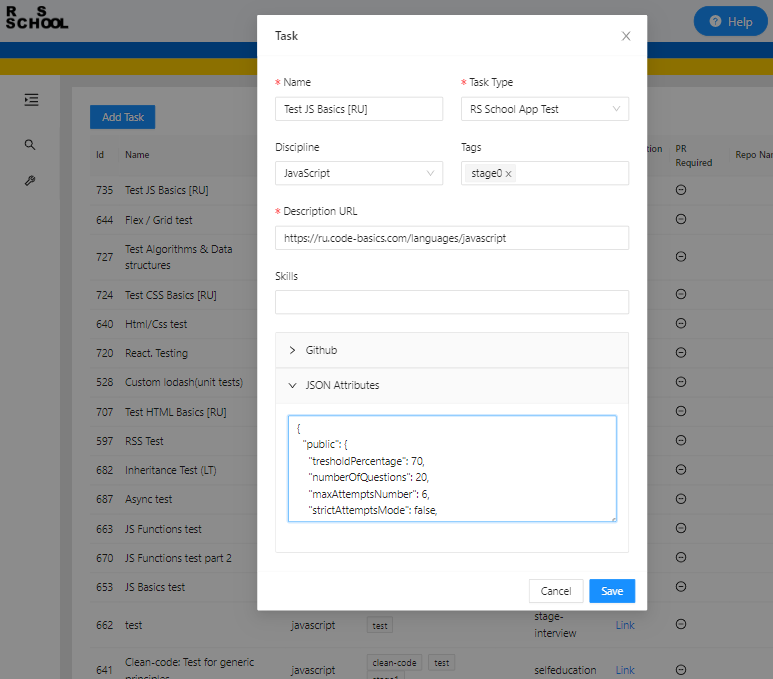 RS
SCHOOL
Help
Task
* Name
* Task Type
Test JS Basics [RU]
RS School App Test
Discipline
Tags
JavaScript
stage0 ×
* Description URL
https://ru.code-basics.com/languages/javascript
Skills
Github
JSON Attributes
{
"public": {
"tresholdPercentage": 70,
"numberOfQuestions": 20,
"maxAttemptsNumber": 6,
"strictAttemptsMode": false,
Cancel
Save
Add Task
Id Name PR Required Repo
735 Test JS Basics [RU]
644 Flex / Grid test
727 Test Algorithms & Data
structures
724 Test CSS Basics [RU]
640 Html/Css test
720 React. Testing
528 Custom lodash(unit tests)
707 Test HTML Basics [RU]
597 RSS Test
682 Inheritance Test (LT)
687 Async test
663 JS Functions test
670 JS Functions test part 2
653 JS Basics test
662 test javascript test stage-interview Link
641 Clean-code: Test for generic
principles javascript clean-code test selfeducation Link